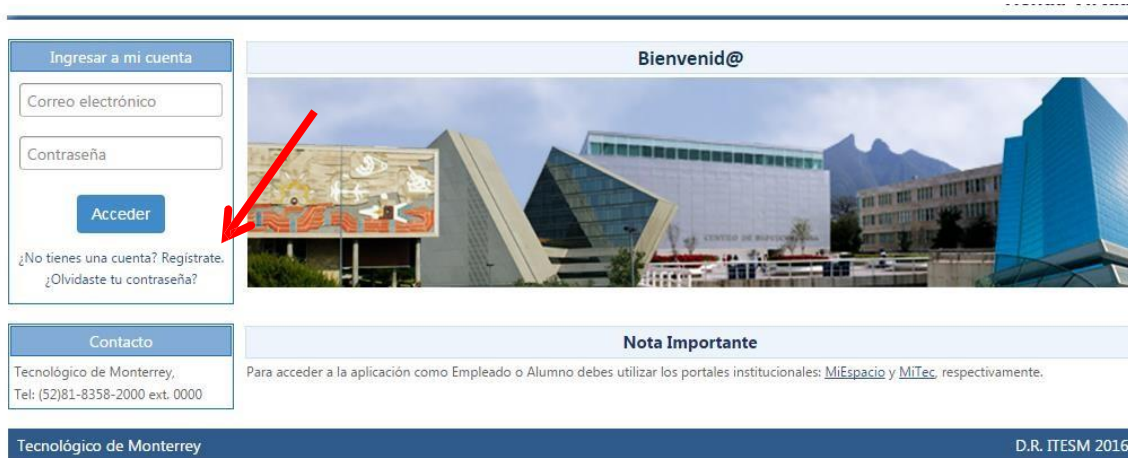 Ingresar a mi cuenta
Correo electrónico
Contraseña
Acceder
¿No tienes una cuenta? Regístrate.
¿Olvidaste tu contraseña?
Bienvenid@
Contacto
Tecnológico de Monterrey,
Tel: (52)81-8358-2000 ext. 0000
Nota Importante
Para acceder a la aplicación como Empleado o Alumno debes utilizar los portales institucionales: MiEspacio y MiTec, respectivamente.
Tecnológico de Monterrey
D.R. ITESM 2016